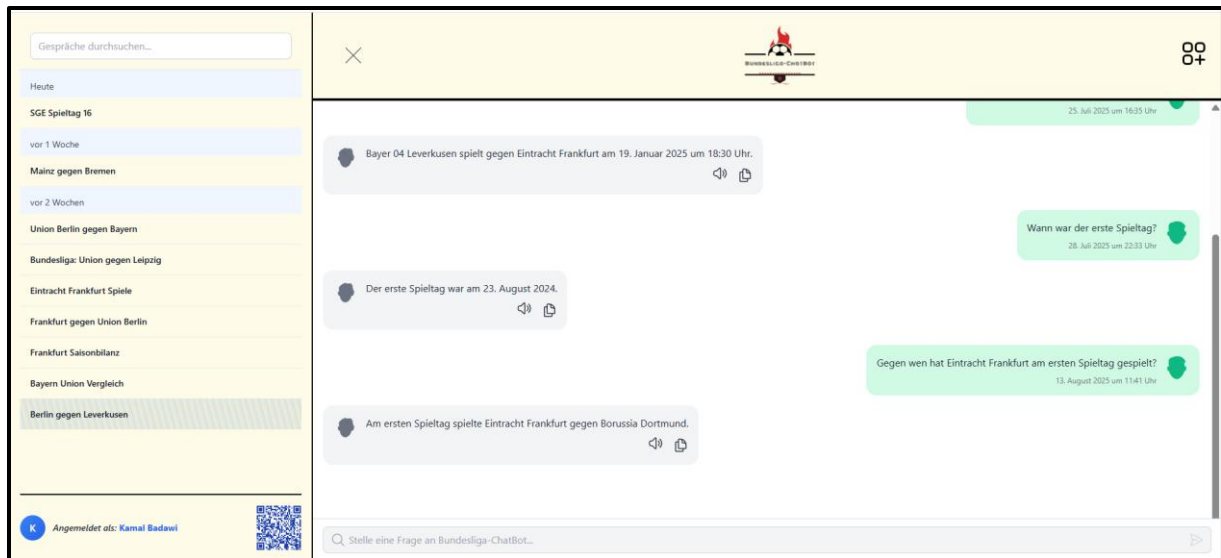 Gespräche durchsuchen...
Heute
SGE Spieltag 16
vor 1 Woche
Mainz gegen Bremen
vor 2 Wochen
Union Berlin gegen Bayern
Bundesliga: Union gegen Leipzig
Eintracht Frankfurt Spiele
Frankfurt gegen Union Berlin
Frankfurt Saisonbilanz
Bayern Union Vergleich
Berlin gegen Leverkusen
K
Angemeldet als: Kamal Badawi
Bundesliga-ChatBot
25. Juli 2025 um 16:35 Uhr
Bayer 04 Leverkusen spielt gegen Eintracht Frankfurt am 19. Januar 2025 um 18:30 Uhr.
Wann war der erste Spieltag?
28. Juli 2025 um 22:33 Uhr
Der erste Spieltag war am 23. August 2024.
Gegen wen hat Eintracht Frankfurt am ersten Spieltag gespielt?
13. August 2025 um 11:41 Uhr
Am ersten Spieltag spielte Eintracht Frankfurt gegen Borussia Dortmund.
Stelle eine Frage an Bundesliga-ChatBot...